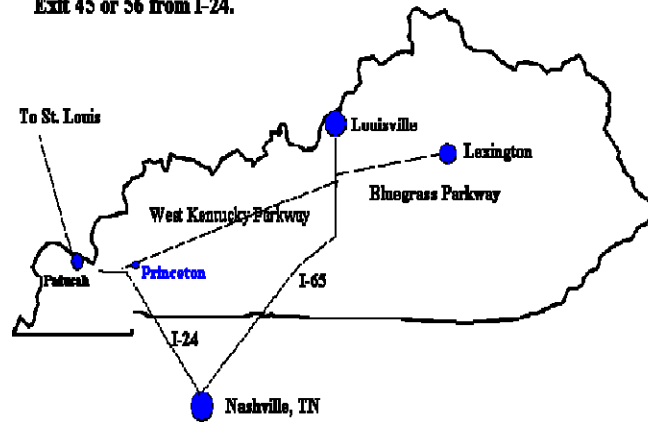 Exit 45 or 56 from I-24.
To St. Louis
Louisville
Lexington
Bluegrass Parkway
West Kentucky Parkway
Paducah
Princeton
I-65
I-24
Nashville, TN